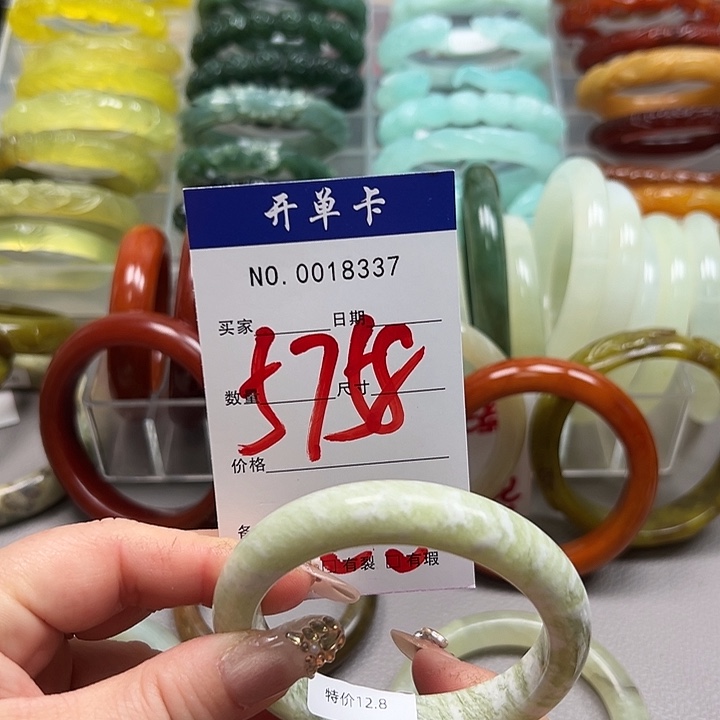 开单卡
NO.0018337
买家 日期
5758
数量 尺寸
价格
有裂 有瑕
特价12.8